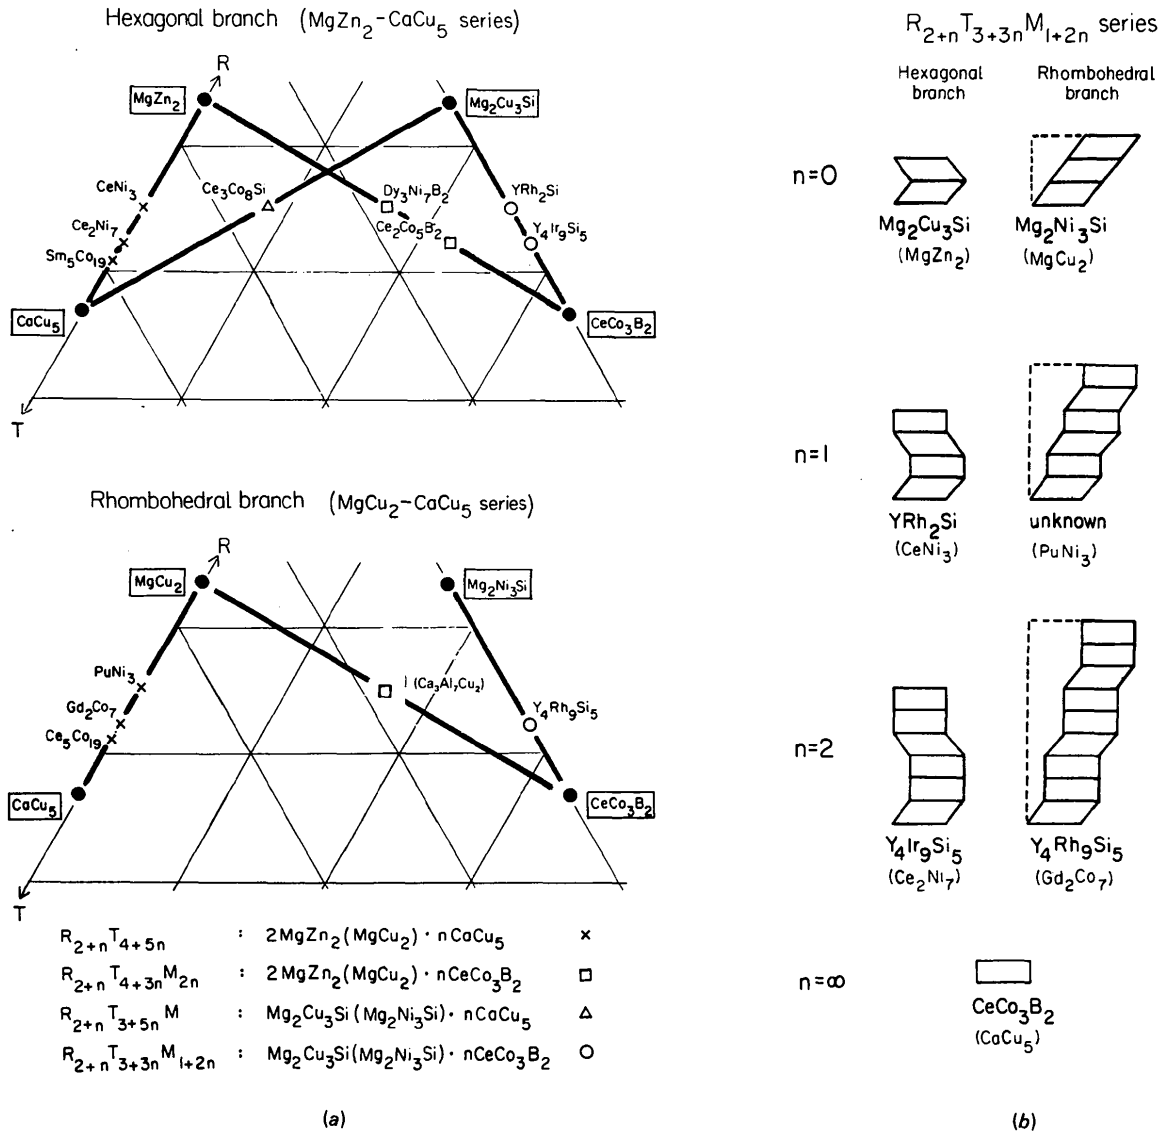 Hexagonal branch (MgZn₂–CaCu₅ series)
R
MgZn₂
Mg₂Cu₃Si
CeNi₃
Ce₃Co₈Si
Dy₃Ni₇B₂
YRh₂Si
Ce₂Ni₇
Ce₂Co₅B₂
Y₄Ir₉Si₅
Sm₅Co₁₉
CaCu₅
CeCo₃B₂
T
Rhombohedral branch (MgCu₂–CaCu₅ series)
R
MgCu₂
Mg₂Ni₃Si
PuNi₃
(Ca₃Al₇Cu₂)
Gd₂Co₇
Y₄Rh₉Si₅
Ce₅Co₁₉
CaCu₅
CeCo₃B₂
T
R₂₊ₙT₄₊₅ₙ : 2MgZn₂(MgCu₂)·nCaCu₅ ×
R₂₊ₙT₄₊₃ₙM₂ₙ : 2MgZn₂(MgCu₂)·nCeCo₃B₂ □
R₂₊ₙT₃₊₅ₙM : Mg₂Cu₃Si(Mg₂Ni₃Si)·nCaCu₅ △
R₂₊ₙT₃₊₃ₙM₁₊₂ₙ : Mg₂Cu₃Si(Mg₂Ni₃Si)·nCeCo₃B₂ ○
(a)
R₂₊ₙT₃₊₃ₙM₁₊₂ₙ series
Hexagonal branch
Rhombohedral branch
n=0
Mg₂Cu₃Si
(MgZn₂)
Mg₂Ni₃Si
(MgCu₂)
n=1
YRh₂Si
(CeNi₃)
unknown
(PuNi₃)
n=2
Y₄Ir₉Si₅
(Ce₂Ni₇)
Y₄Rh₉Si₅
(Gd₂Co₇)
n=∞
CeCo₃B₂
(CaCu₅)
(b)